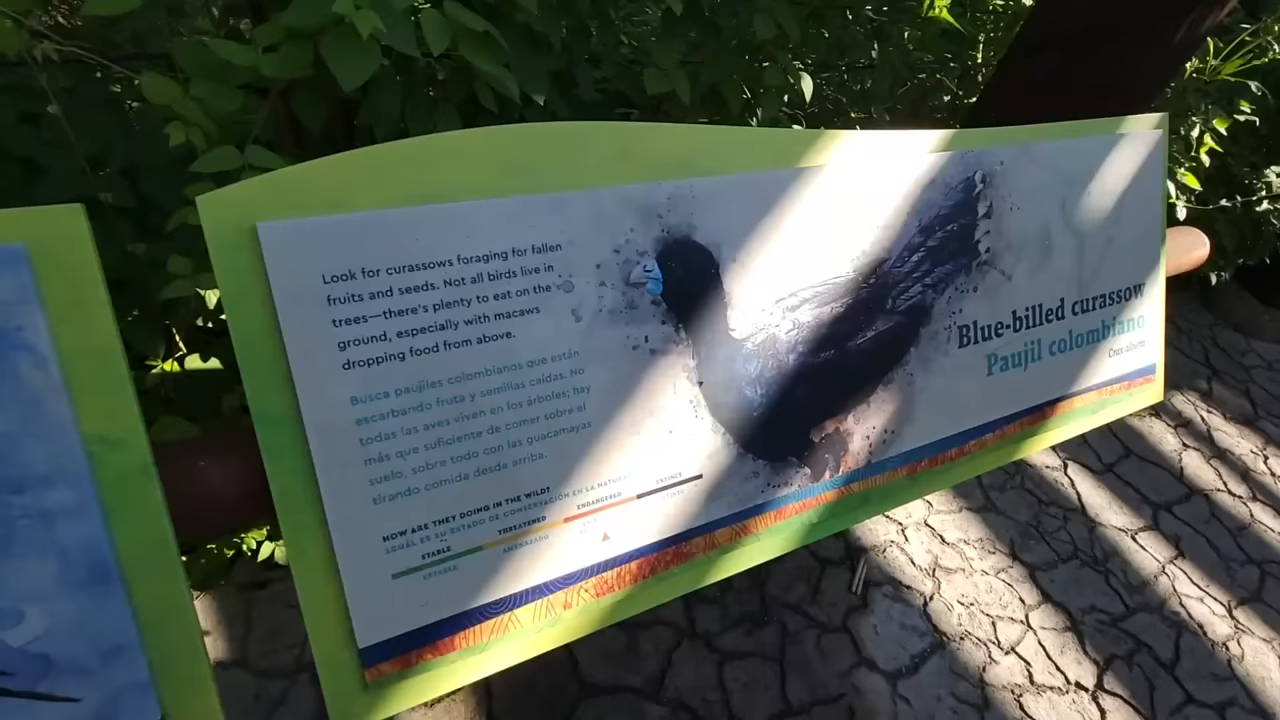 Look for curassows foraging for fallen
fruits and seeds. Not all birds live in
trees—there's plenty to eat on the
ground, especially with macaws
dropping food from above.
Busca paujiles colombianos que están
escarbando fruta y semillas caídas. No
todas las aves viven en los árboles; hay
más que suficiente de comer sobre el
suelo, sobre todo con las guacamayas
tirando comida desde arriba.
Blue-billed curassow
Paujil colombiano
Crax alberti
HOW ARE THEY DOING IN THE WILD?
¿CUÁL ES SU ESTADO DE CONSERVACIÓN EN LA
STABLE THREATENED ENDANGERED EXTINCT
ESTABLE AMENAZADO